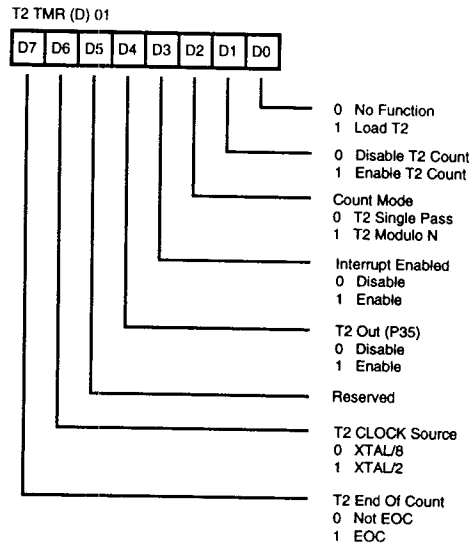 T2 TMR (D) 01
D7 D6 D5 D4 D3 D2 D1 D0
0 No Function
1 Load T2
0 Disable T2 Count
1 Enable T2 Count
Count Mode
0 T2 Single Pass
1 T2 Modulo N
Interrupt Enabled
0 Disable
1 Enable
T2 Out (P35)
0 Disable
1 Enable
Reserved
T2 CLOCK Source
0 XTAL/8
1 XTAL/2
T2 End Of Count
0 Not EOC
1 EOC